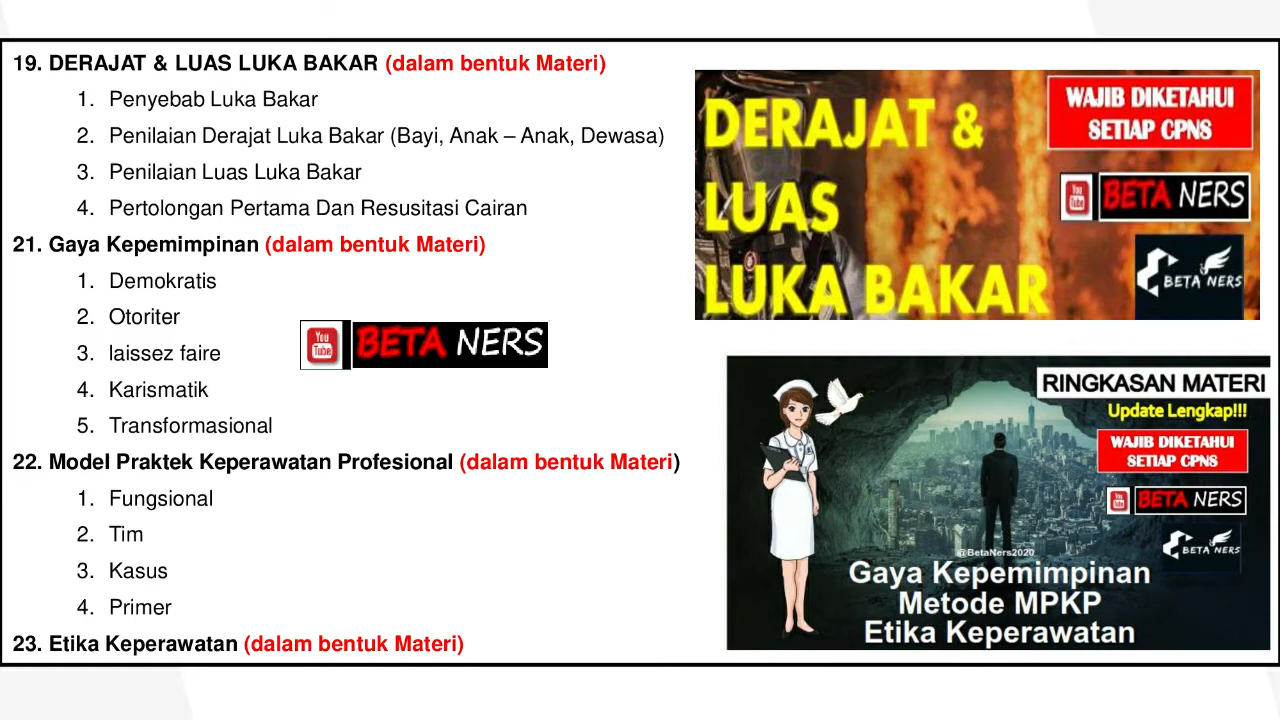 19. DERAJAT & LUAS LUKA BAKAR (dalam bentuk Materi)
1. Penyebab Luka Bakar
2. Penilaian Derajat Luka Bakar (Bayi, Anak – Anak, Dewasa)
3. Penilaian Luas Luka Bakar
4. Pertolongan Pertama Dan Resusitasi Cairan
21. Gaya Kepemimpinan (dalam bentuk Materi)
1. Demokratis
2. Otoriter
3. laissez faire
4. Karismatik
5. Transformasional
You Tube BETA NERS
22. Model Praktek Keperawatan Profesional (dalam bentuk Materi)
1. Fungsional
2. Tim
3. Kasus
4. Primer
23. Etika Keperawatan (dalam bentuk Materi)
DERAJAT &
LUAS
LUKA BAKAR
WAJIB DIKETAHUI
SETIAP CPNS
You Tube BETA NERS
BETA NERS
RINGKASAN MATERI
Update Lengkap!!!
WAJIB DIKETAHUI
SETIAP CPNS
BETA NERS
BETA NERS
@BetaNers2020
Gaya Kepemimpinan
Metode MPKP
Etika Keperawatan